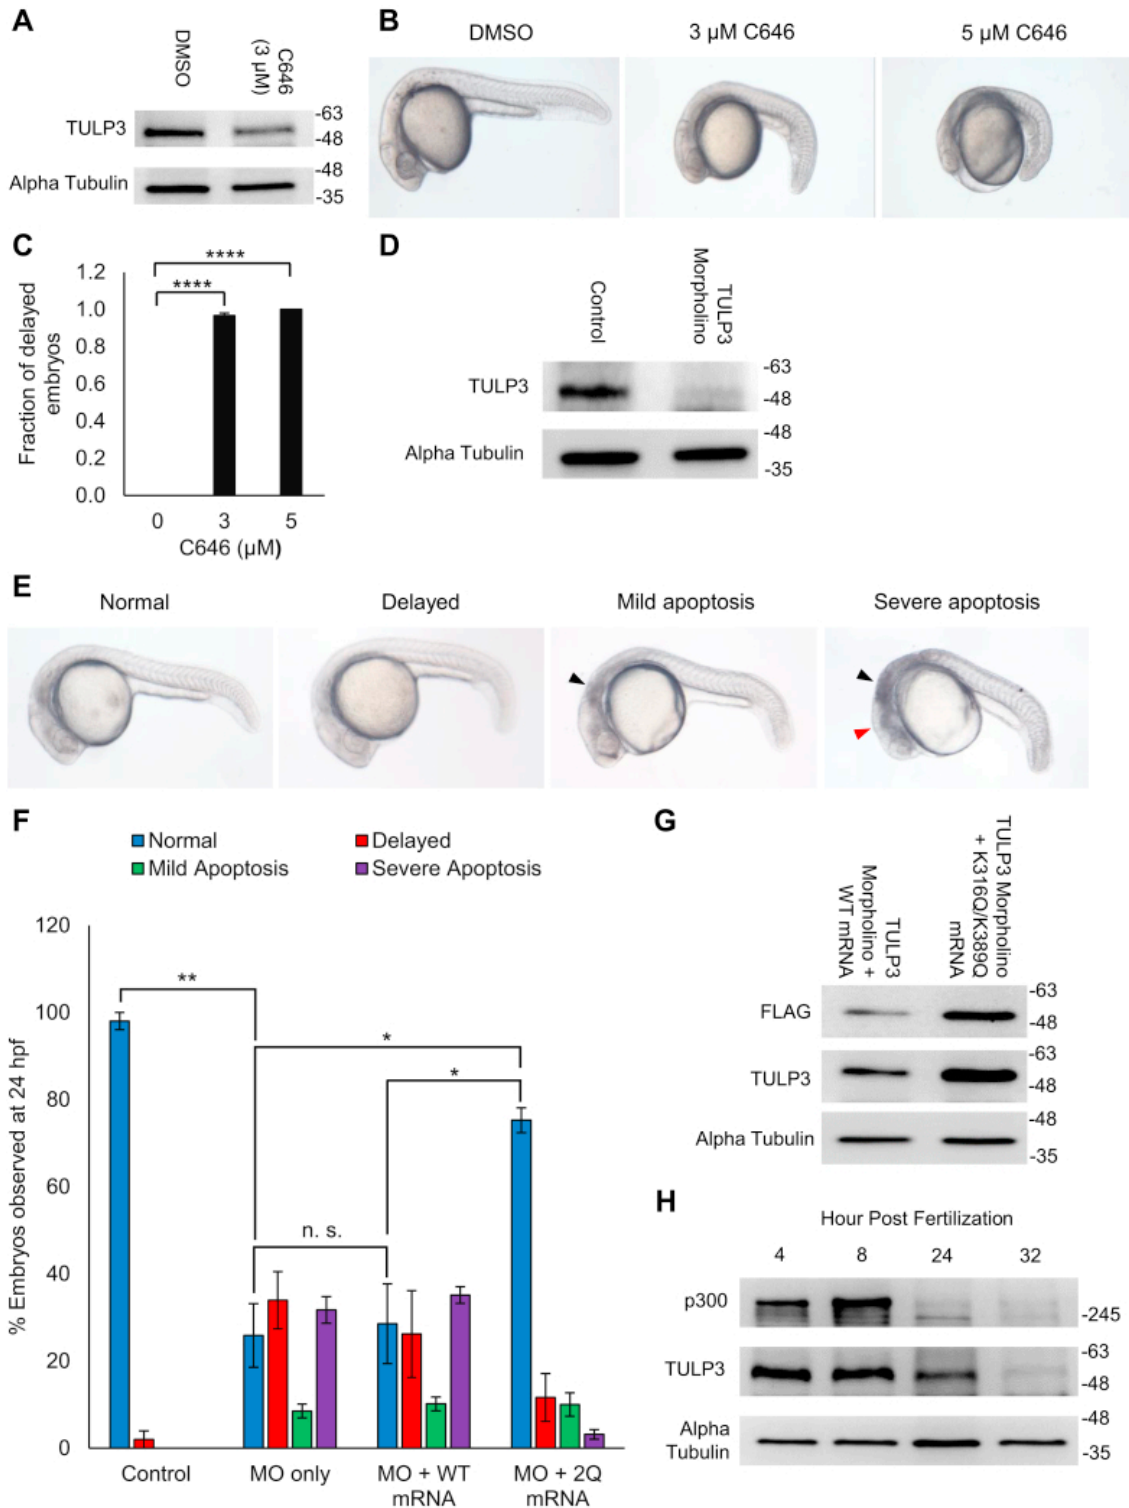 A
DMSO
C646
(3 µM)
TULP3
-63
-48
Alpha Tubulin
-48
-35
B
DMSO
3 µM C646
5 µM C646
C
****
****
1.2
1.0
0.8
0.6
0.4
0.2
0.0
Fraction of delayed
embryos
0 3 5
C646 (µM)
D
Control
TULP3
Morpholino
TULP3
-63
-48
Alpha Tubulin
-48
-35
E
Normal
Delayed
Mild apoptosis
Severe apoptosis
F
Normal
Delayed
Mild Apoptosis
Severe Apoptosis
120
100
80
60
40
20
0
% Embryos observed at 24 hpf
**
*
*
n. s.
Control
MO only
MO + WT
mRNA
MO + 2Q
mRNA
G
TULP3
Morpholino +
WT mRNA
TULP3 Morpholino
+ K316Q/K389Q
mRNA
FLAG
-63
-48
TULP3
-63
-48
Alpha Tubulin
-48
-35
H
Hour Post Fertilization
4 8 24 32
p300
-245
TULP3
-63
-48
Alpha
Tubulin
-48
-35